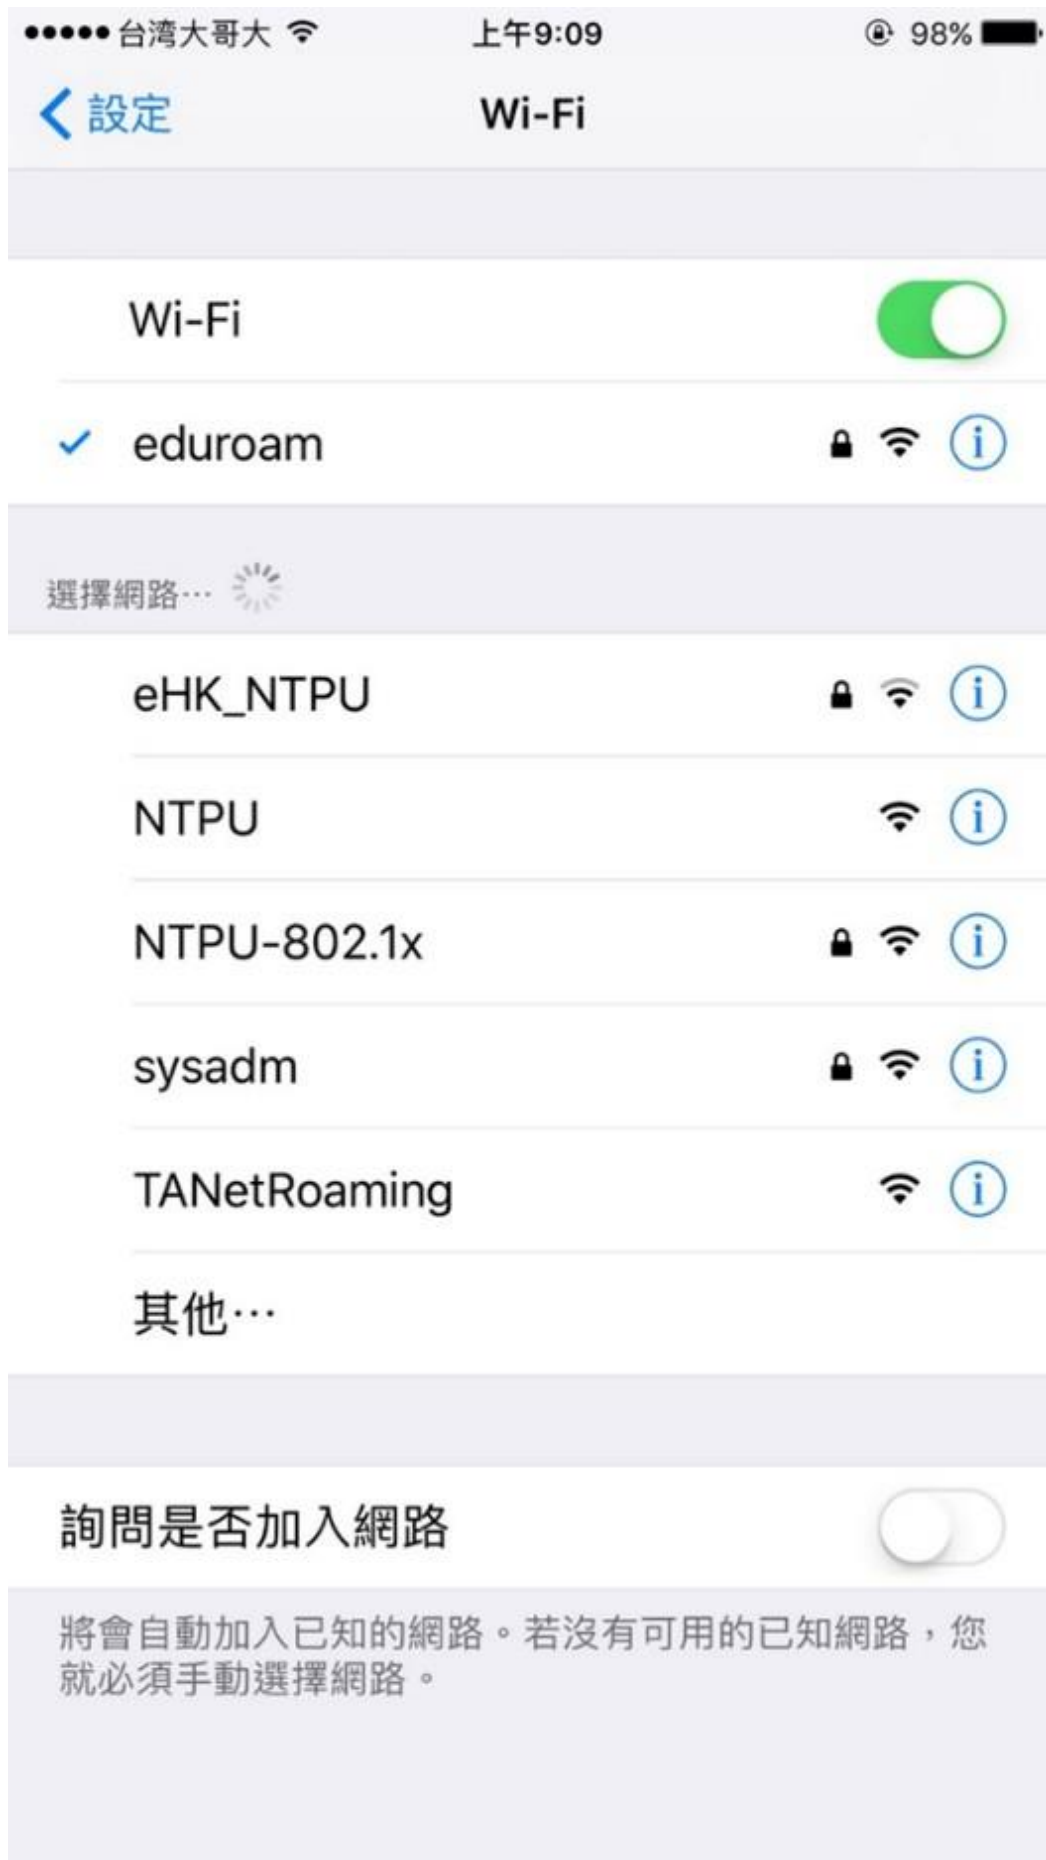 台湾大哥大 上午9:09 98%
設定 Wi-Fi
Wi-Fi
eduroam
選擇網路…
eHK_NTPU
NTPU
NTPU-802.1x
sysadm
TANetRoaming
其他…
詢問是否加入網路
將會自動加入已知的網路。若沒有可用的已知網路，您
就必須手動選擇網路。